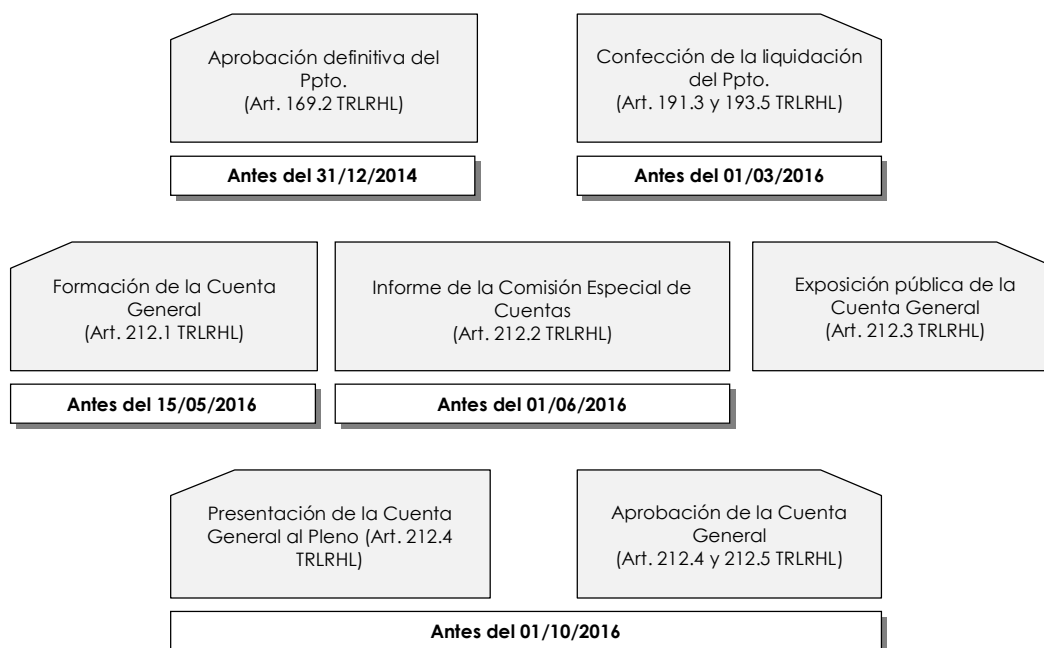 Aprobación definitiva del
Ppto.
(Art. 169.2 TRLRHL)
Antes del 31/12/2014
Confección de la liquidación
del Ppto.
(Art. 191.3 y 193.5 TRLRHL)
Antes del 01/03/2016
Formación de la Cuenta
General
(Art. 212.1 TRLRHL)
Antes del 15/05/2016
Informe de la Comisión Especial de
Cuentas
(Art. 212.2 TRLRHL)
Antes del 01/06/2016
Exposición pública de la
Cuenta General
(Art. 212.3 TRLRHL)
Presentación de la Cuenta
General al Pleno (Art. 212.4
TRLRHL)
Aprobación de la Cuenta
General
(Art. 212.4 y 212.5 TRLRHL)
Antes del 01/10/2016